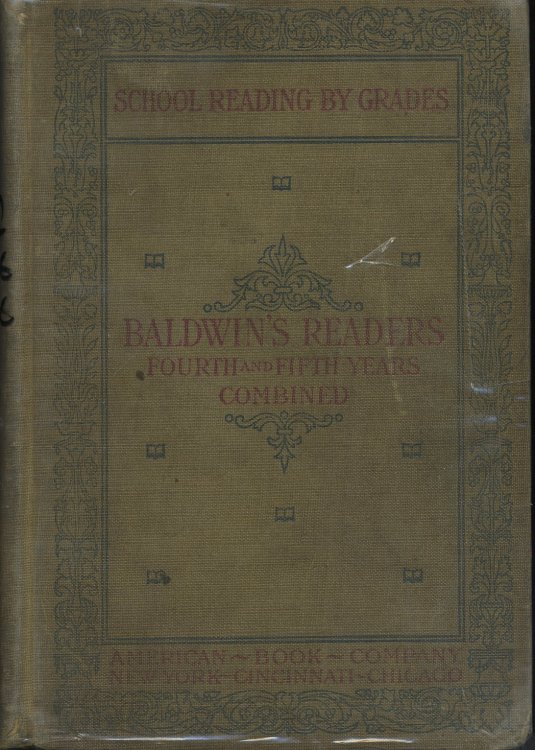 SCHOOL READING BY GRADES
BALDWIN'S READERS
FOURTH AND FIFTH YEARS
COMBINED
AMERICAN ~ BOOK ~ COMPANY
NEW YORK - CINCINNATI - CHICAGO